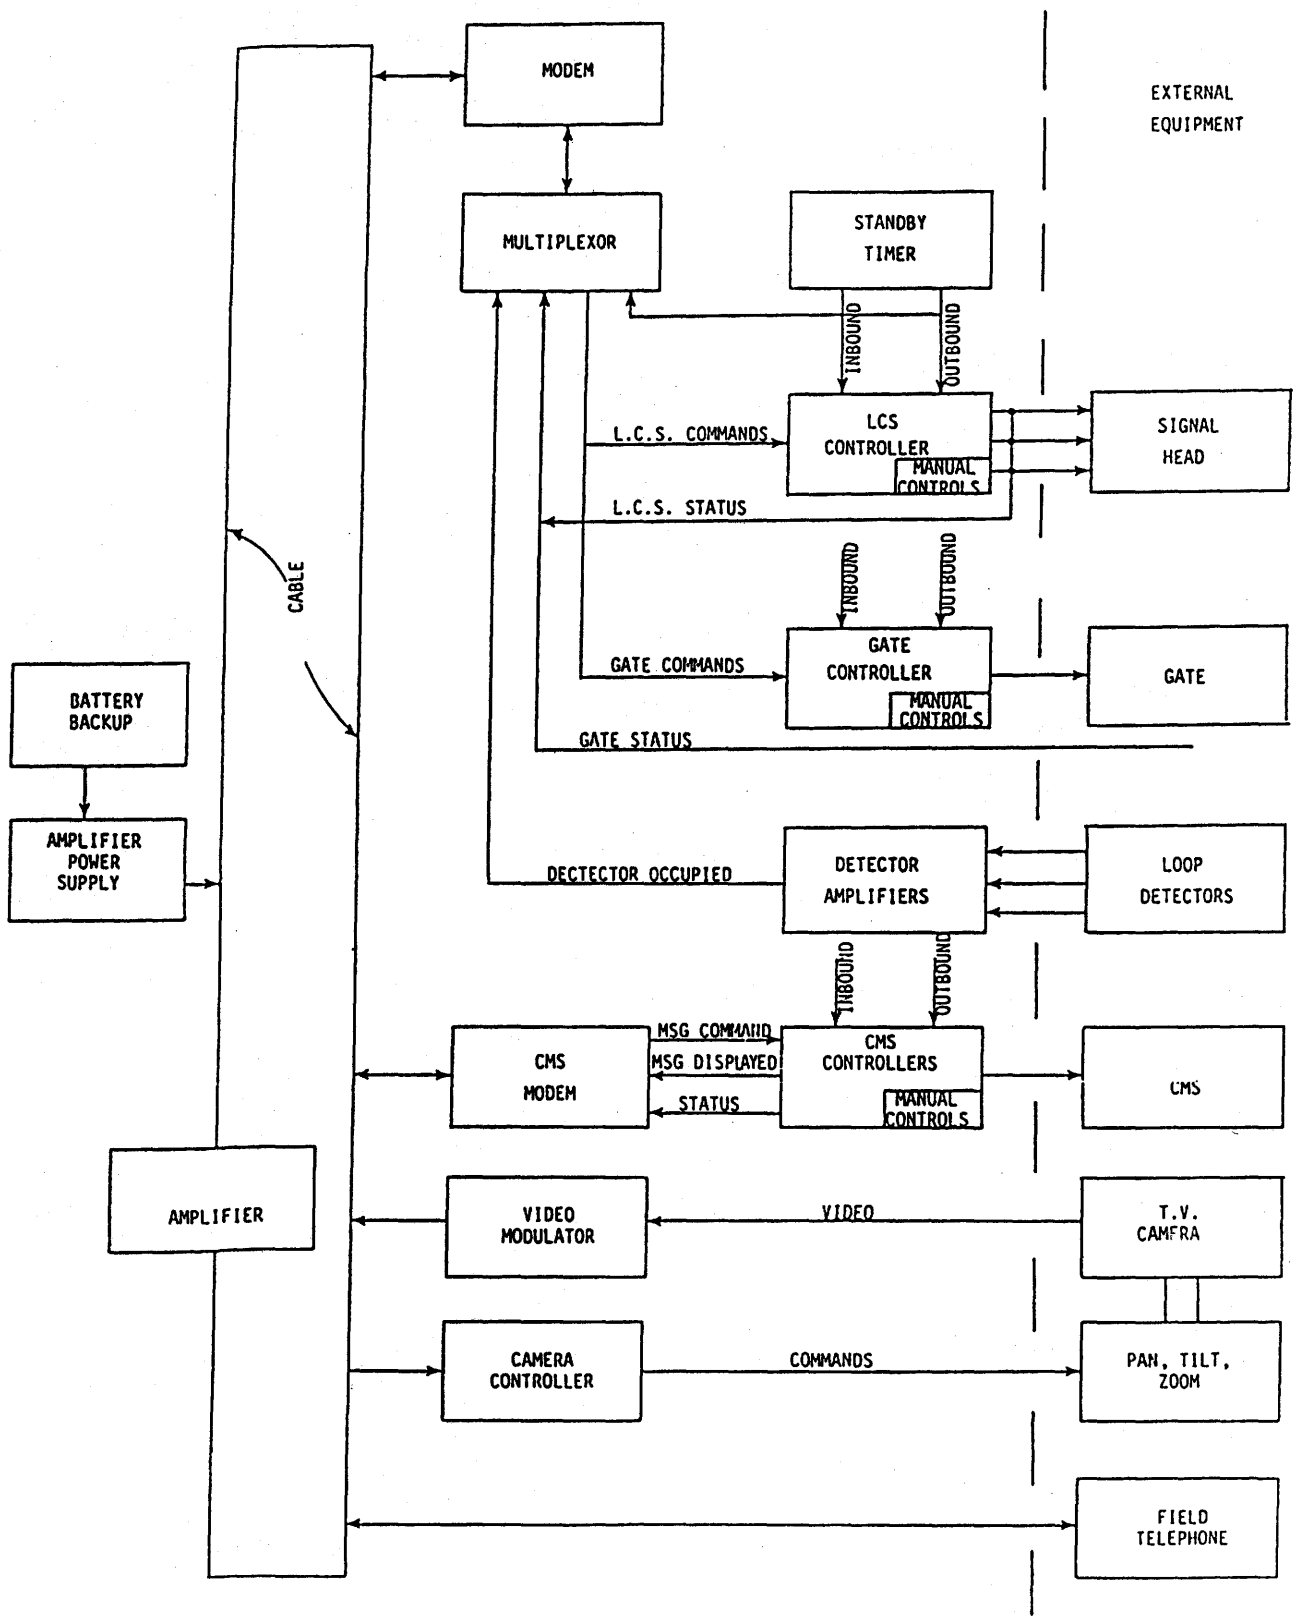 MODEM
EXTERNAL
EQUIPMENT
MULTIPLEXOR
STANDBY
TIMER
INBOUND
OUTBOUND
LCS
CONTROLLER
MANUAL
CONTROLS
L.C.S. COMMANDS
SIGNAL
HEAD
L.C.S. STATUS
CABLE
INBOUND
OUTBOUND
GATE
CONTROLLER
MANUAL
CONTROLS
GATE COMMANDS
GATE
GATE STATUS
BATTERY
BACKUP
AMPLIFIER
POWER
SUPPLY
DECTECTOR OCCUPIED
DETECTOR
AMPLIFIERS
LOOP
DETECTORS
INBOUND
OUTBOUND
CMS
MODEM
MSG COMMAND
MSG DISPLAYED
STATUS
CMS
CONTROLLERS
MANUAL
CONTROLS
CMS
AMPLIFIER
VIDEO
MODULATOR
VIDEO
T.V.
CAMERA
CAMERA
CONTROLLER
COMMANDS
PAN, TILT,
ZOOM
FIELD
TELEPHONE